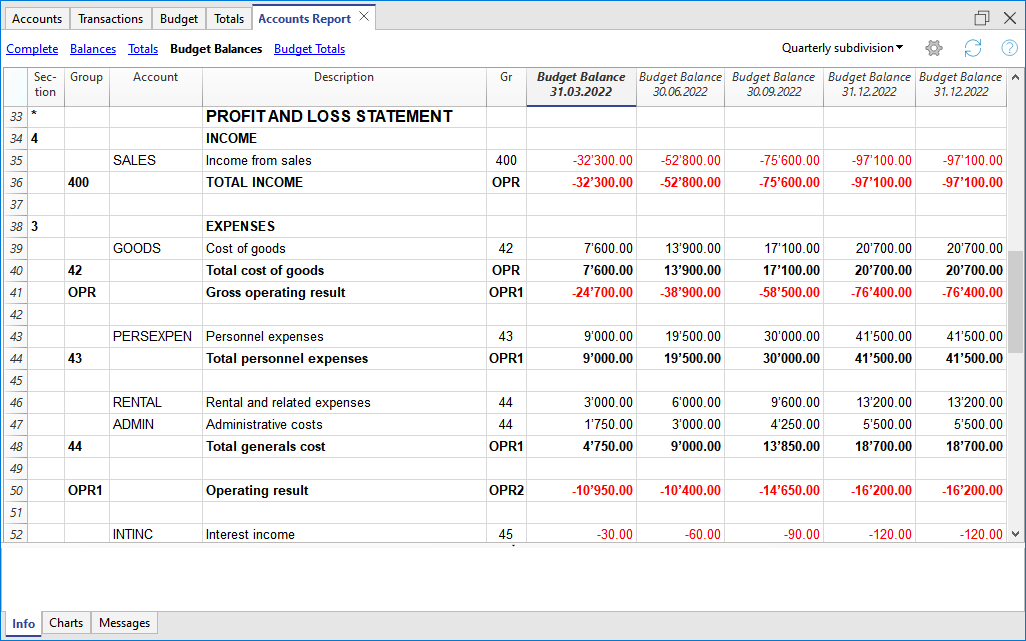 Accounts Transactions Budget Totals Accounts Report
Complete Balances Totals Budget Balances Budget Totals Quarterly subdivision
Sec-tion Group Account Description Gr Budget Balance 31.03.2022 Budget Balance 30.06.2022 Budget Balance 30.09.2022 Budget Balance 31.12.2022 Budget Balance 31.12.2022
33 * PROFIT AND LOSS STATEMENT
34 4 INCOME
35 SALES Income from sales 400 -32'300.00 -52'800.00 -75'600.00 -97'100.00 -97'100.00
36 400 TOTAL INCOME OPR -32'300.00 -52'800.00 -75'600.00 -97'100.00 -97'100.00
37
38 3 EXPENSES
39 GOODS Cost of goods 42 7'600.00 13'900.00 17'100.00 20'700.00 20'700.00
40 42 Total cost of goods OPR 7'600.00 13'900.00 17'100.00 20'700.00 20'700.00
41 OPR Gross operating result OPR1 -24'700.00 -38'900.00 -58'500.00 -76'400.00 -76'400.00
42
43 PERSEXPEN Personnel expenses 43 9'000.00 19'500.00 30'000.00 41'500.00 41'500.00
44 43 Total personnel expenses OPR1 9'000.00 19'500.00 30'000.00 41'500.00 41'500.00
45
46 RENTAL Rental and related expenses 44 3'000.00 6'000.00 9'600.00 13'200.00 13'200.00
47 ADMIN Administrative costs 44 1'750.00 3'000.00 4'250.00 5'500.00 5'500.00
48 44 Total generals cost OPR1 4'750.00 9'000.00 13'850.00 18'700.00 18'700.00
49
50 OPR1 Operating result OPR2 -10'950.00 -10'400.00 -14'650.00 -16'200.00 -16'200.00
51
52 INTINC Interest income 45 -30.00 -60.00 -90.00 -120.00 -120.00
Info Charts Messages